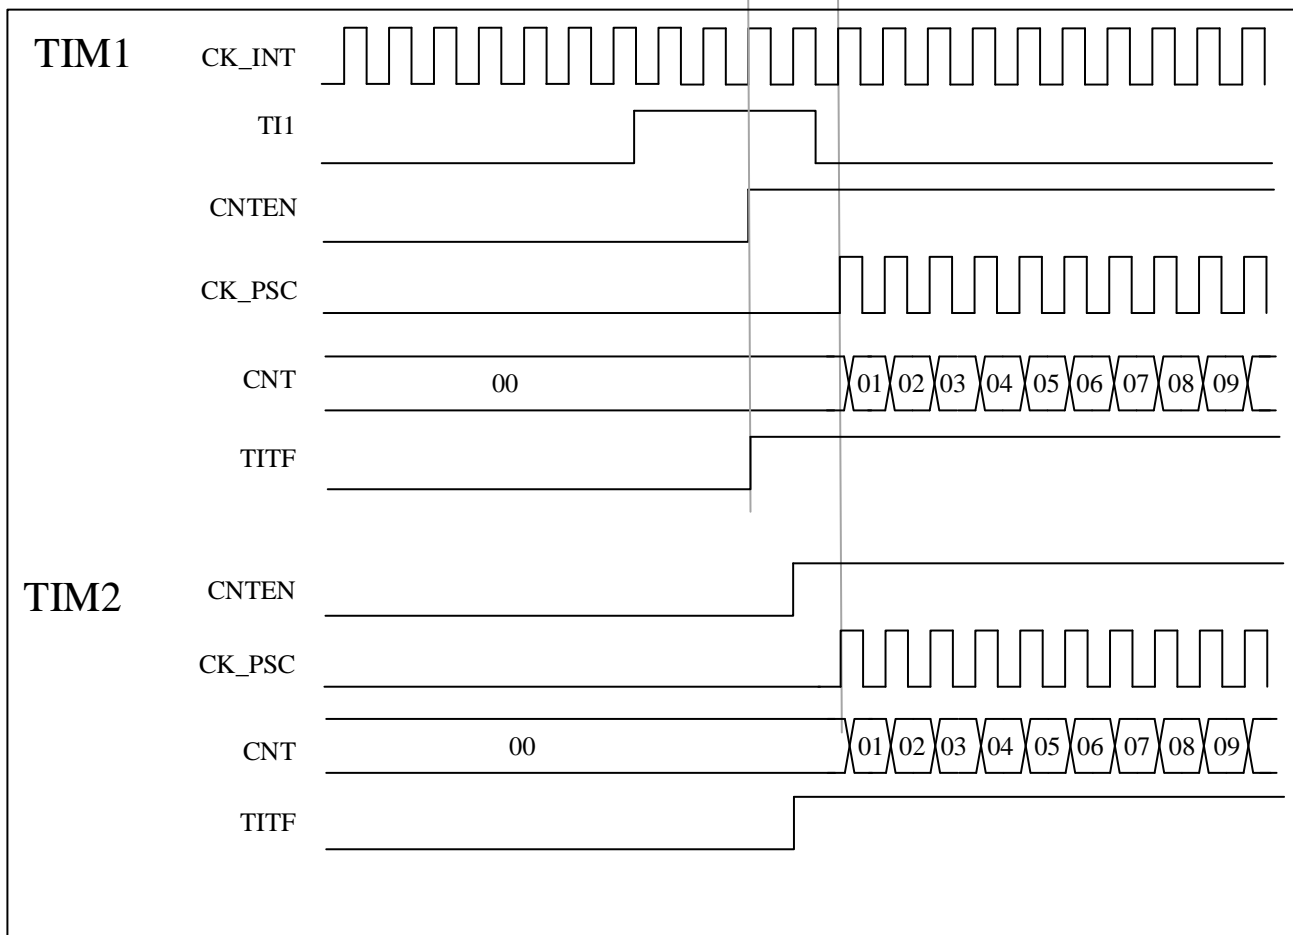 TIM1
CK_INT
TI1
CNTEN
CK_PSC
CNT 00 01 02 03 04 05 06 07 08 09
TITF
TIM2
CNTEN
CK_PSC
CNT 00 01 02 03 04 05 06 07 08 09
TITF